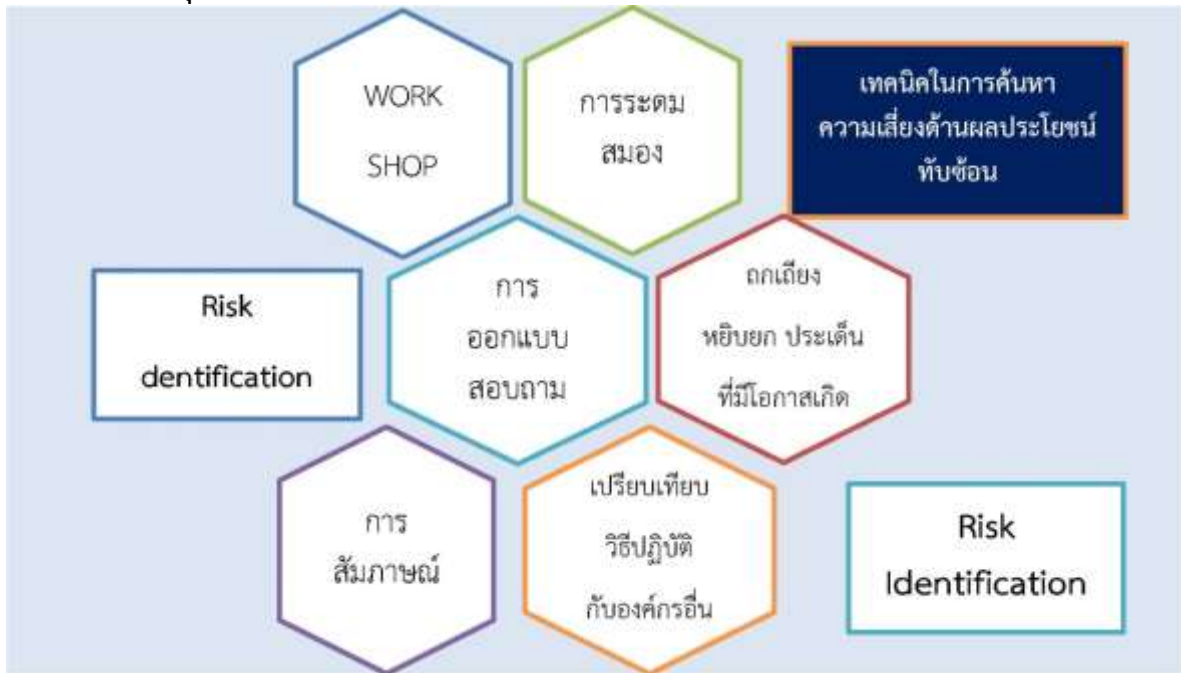 WORK
SHOP
การระดม
สมอง
เทคนิคในการค้นหา
ความเสี่ยงด้านผลประโยชน์
ทับซ้อน
Risk
dentification
การ
ออกแบบ
สอบถาม
ถกเถียง
หยิบยก ประเด็น
ที่มีโอกาสเกิด
การ
สัมภาษณ์
เปรียบเทียบ
วิธีปฏิบัติ
กับองค์กรอื่น
Risk
Identification